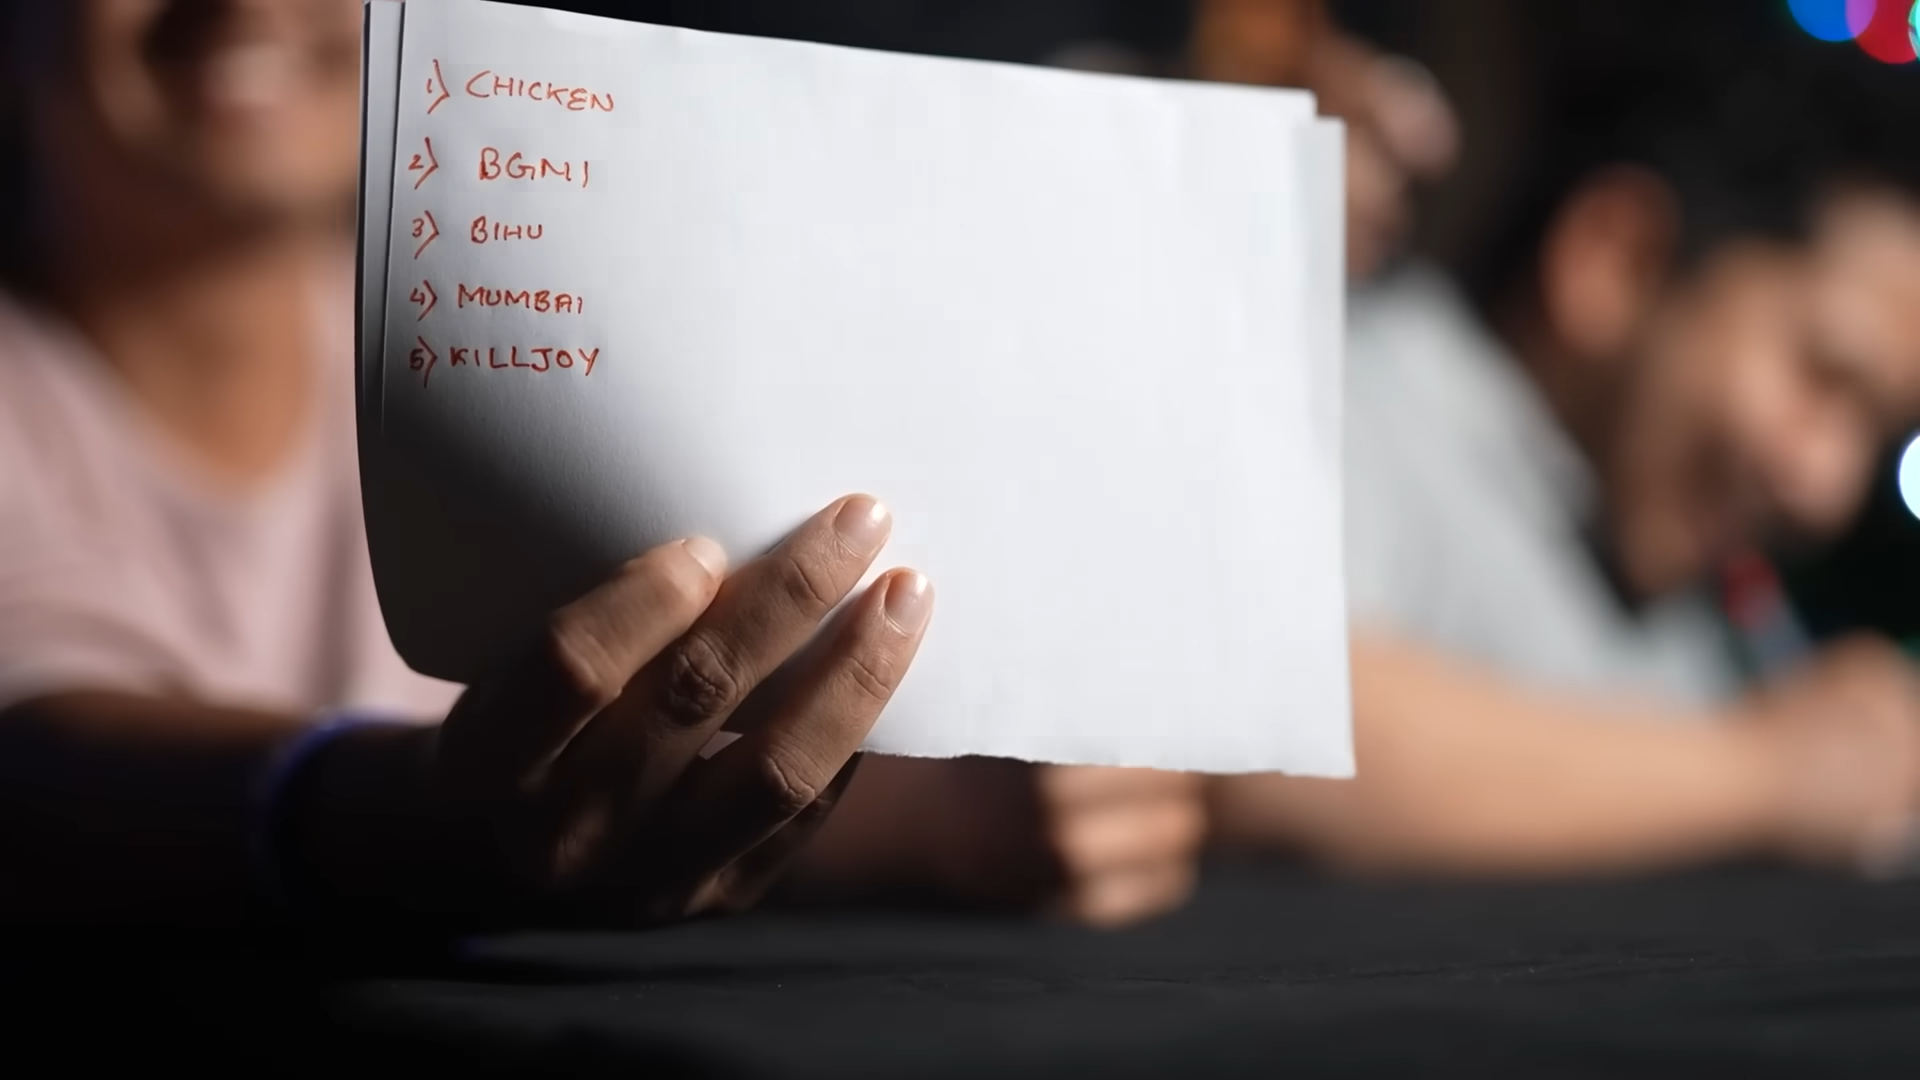 1) CHICKEN
2) BGMI
3) BIHU
4) MUMBAI
5) KILLJOY